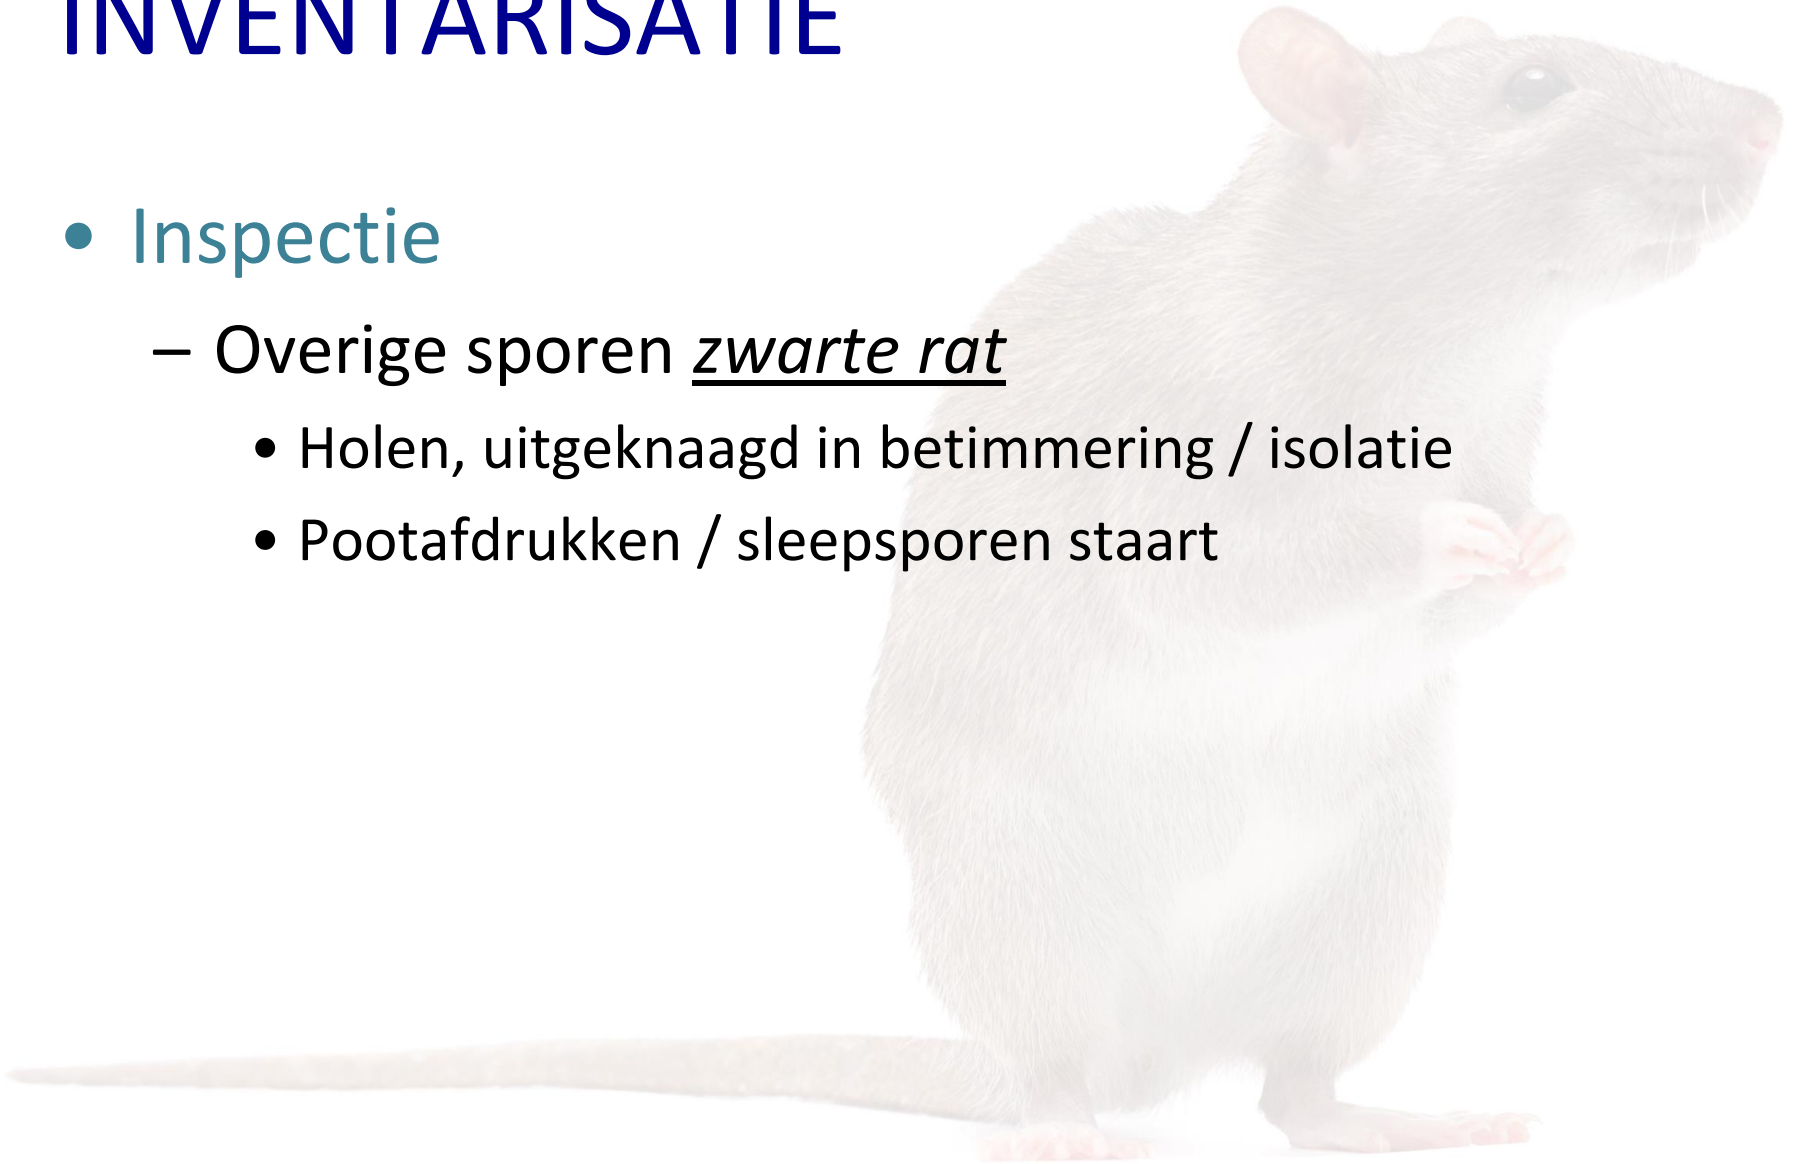 INVENTARISATIE
• Inspectie
– Overige sporen zwarte rat
• Holen, uitgeknaagd in betimmering / isolatie
• Pootafdrukken / sleepsporen staart